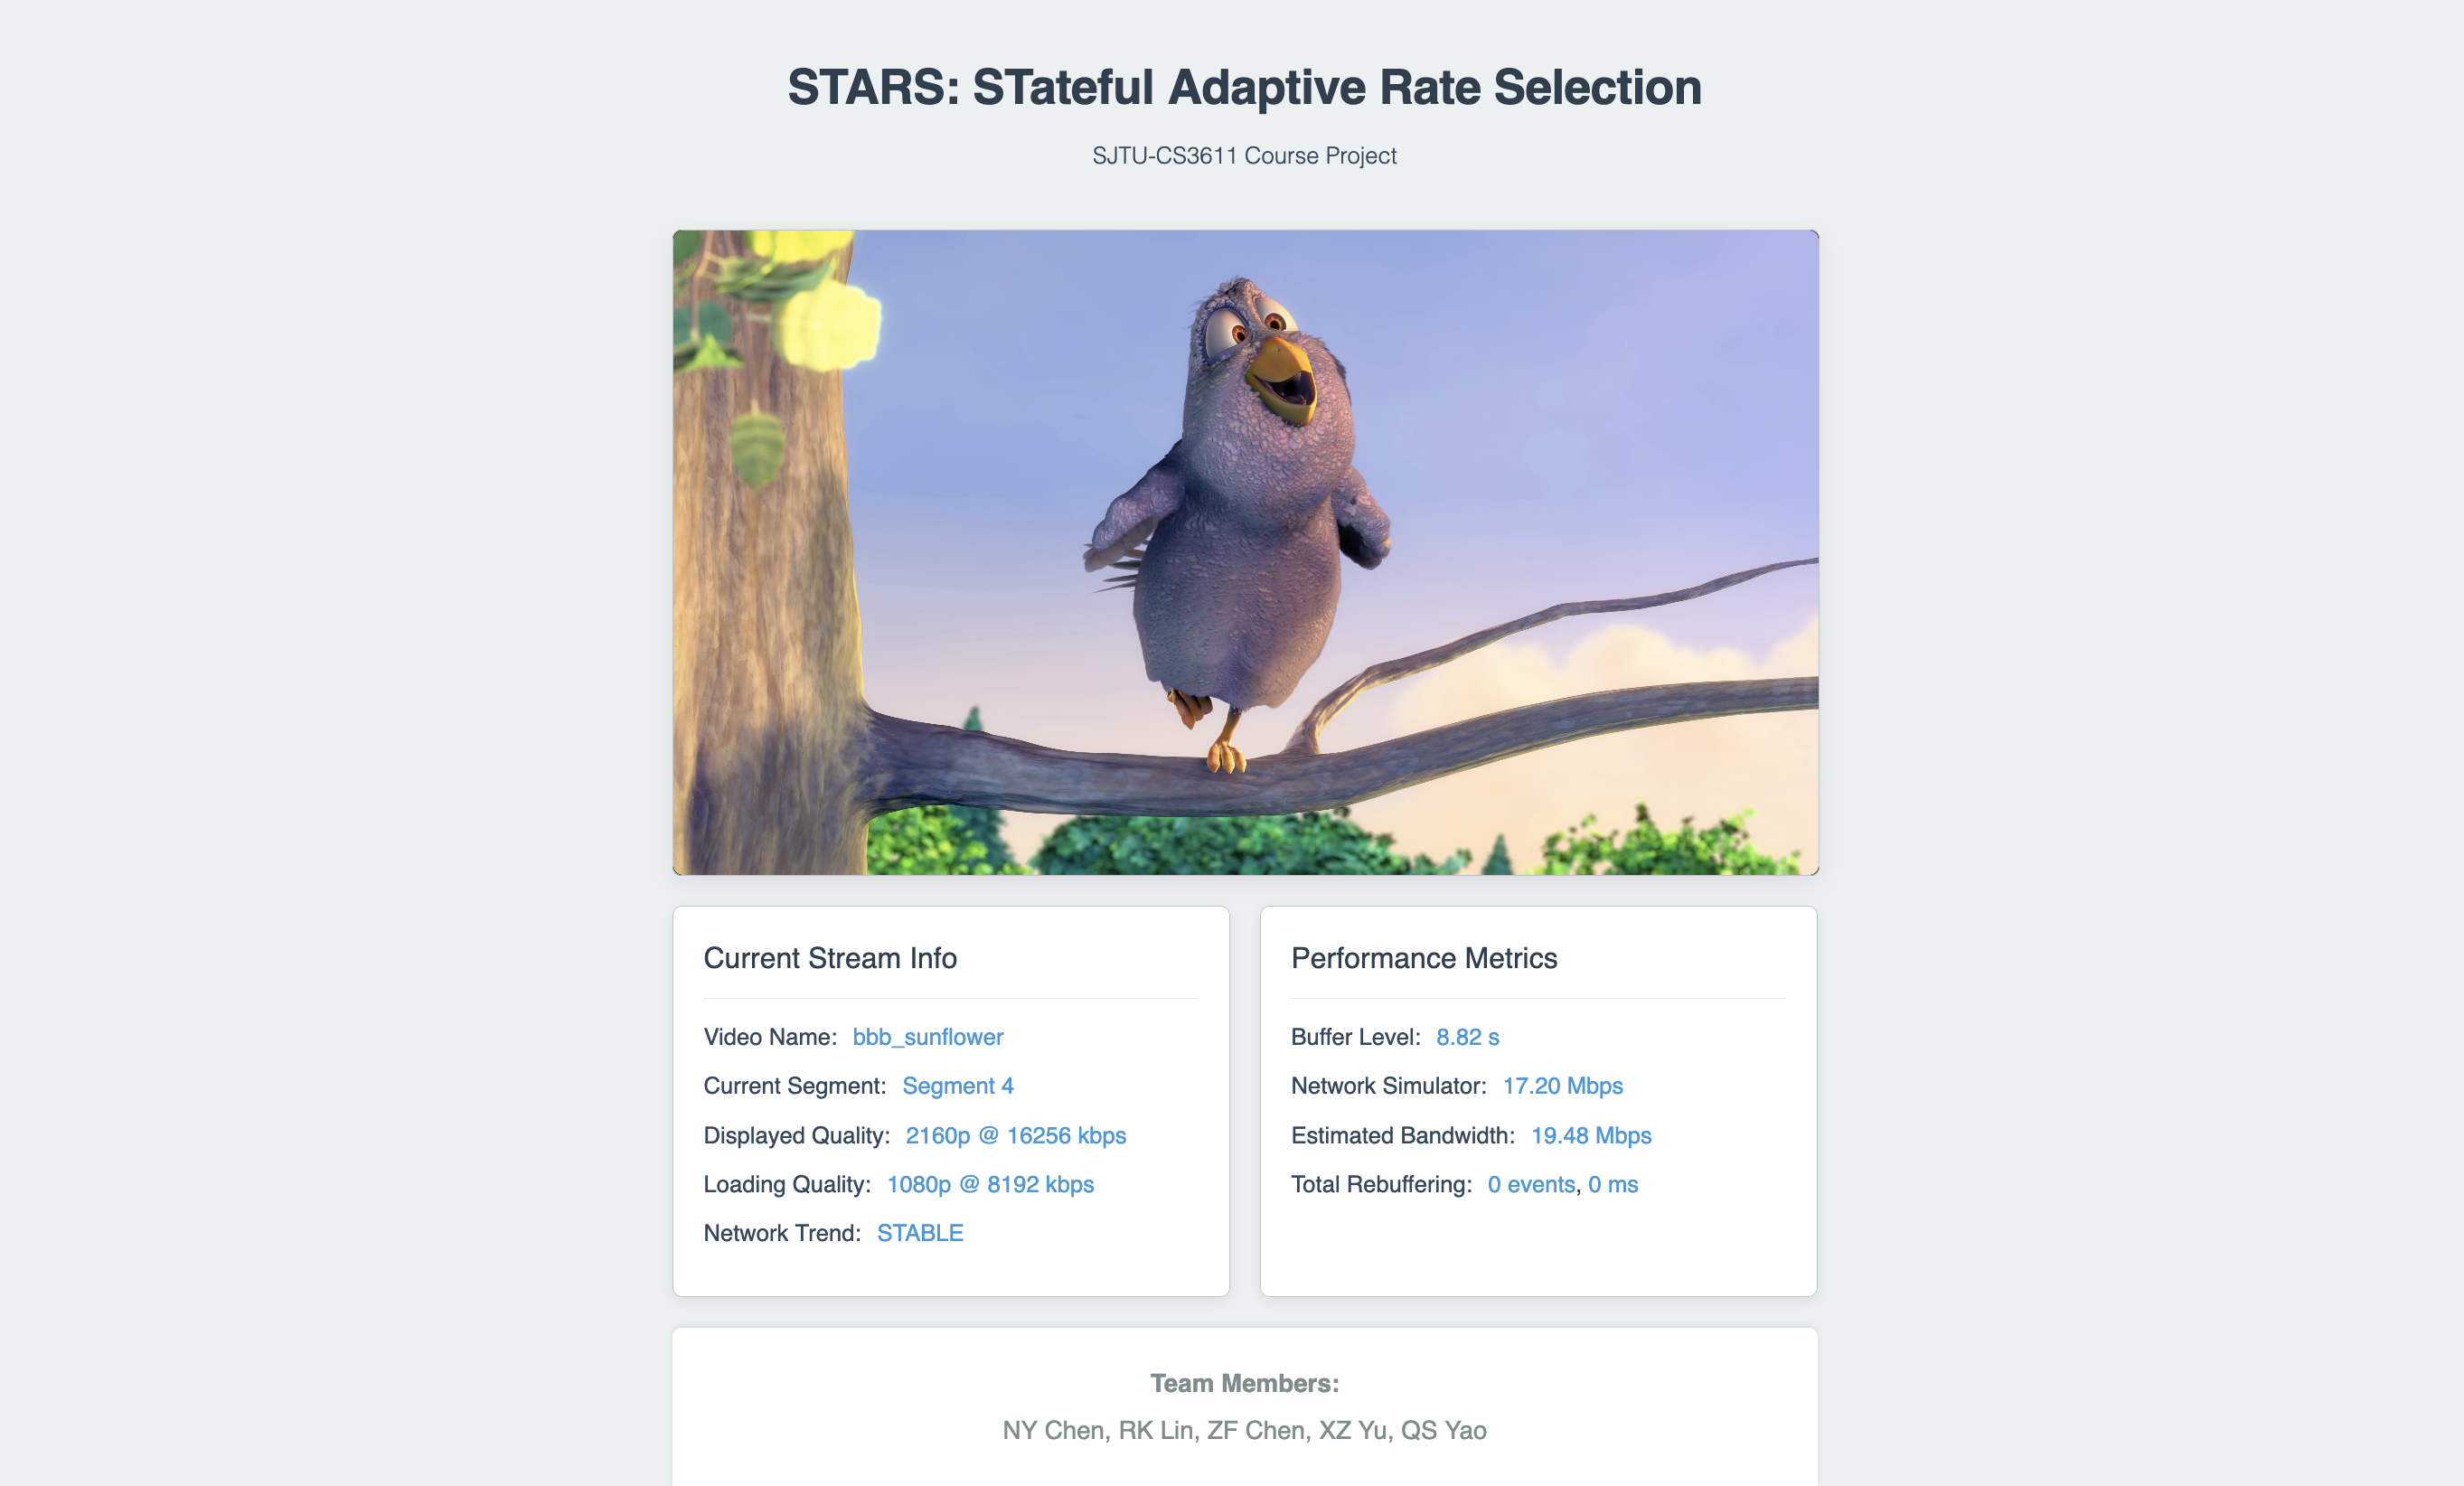 STARS: STateful Adaptive Rate Selection
SJTU-CS3611 Course Project
Current Stream Info
Video Name: bbb_sunflower
Current Segment: Segment 4
Displayed Quality: 2160p @ 16256 kbps
Loading Quality: 1080p @ 8192 kbps
Network Trend: STABLE
Performance Metrics
Buffer Level: 8.82 s
Network Simulator: 17.20 Mbps
Estimated Bandwidth: 19.48 Mbps
Total Rebuffering: 0 events, 0 ms
Team Members:
NY Chen, RK Lin, ZF Chen, XZ Yu, QS Yao